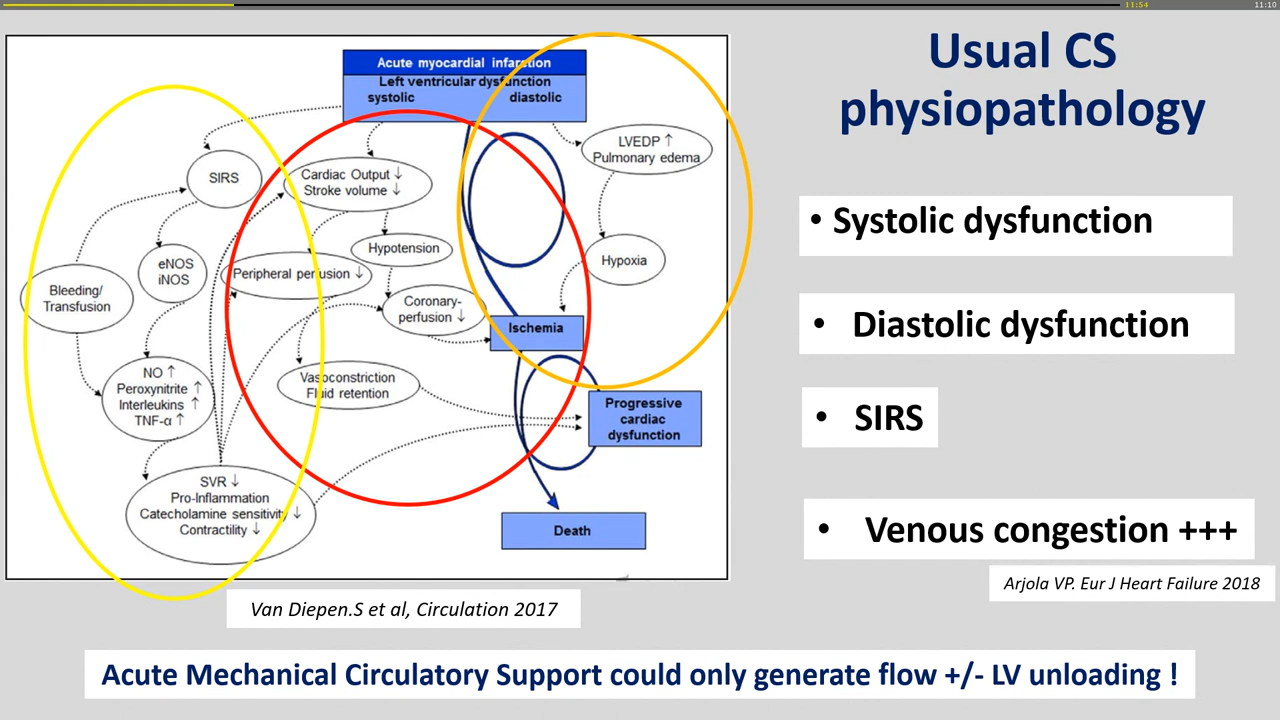 11:54
11:10
Usual CS
physiopathology
Acute myocardial infarction
Left ventricular dysfunction
systolic
diastolic
LVEDP ↑
Pulmonary edema
SIRS
Cardiac Output ↓
Stroke volume ↓
Hypotension
eNOS
iNOS
Peripheral perfusion ↓
Hypoxia
Bleeding/
Transfusion
Coronary-
perfusion ↓
Ischemia
NO ↑
Peroxynitrite ↑
Interleukins ↑
TNF-α ↑
Vasoconstriction
Fluid retention
Progressive
cardiac
dysfunction
SVR ↓
Pro-Inflammation
Catecholamine sensitivity ↓
Contractility ↓
Death
Van Diepen.S et al, Circulation 2017
• Systolic dysfunction
• Diastolic dysfunction
• SIRS
• Venous congestion +++
Arjola VP. Eur J Heart Failure 2018
Acute Mechanical Circulatory Support could only generate flow +/- LV unloading !